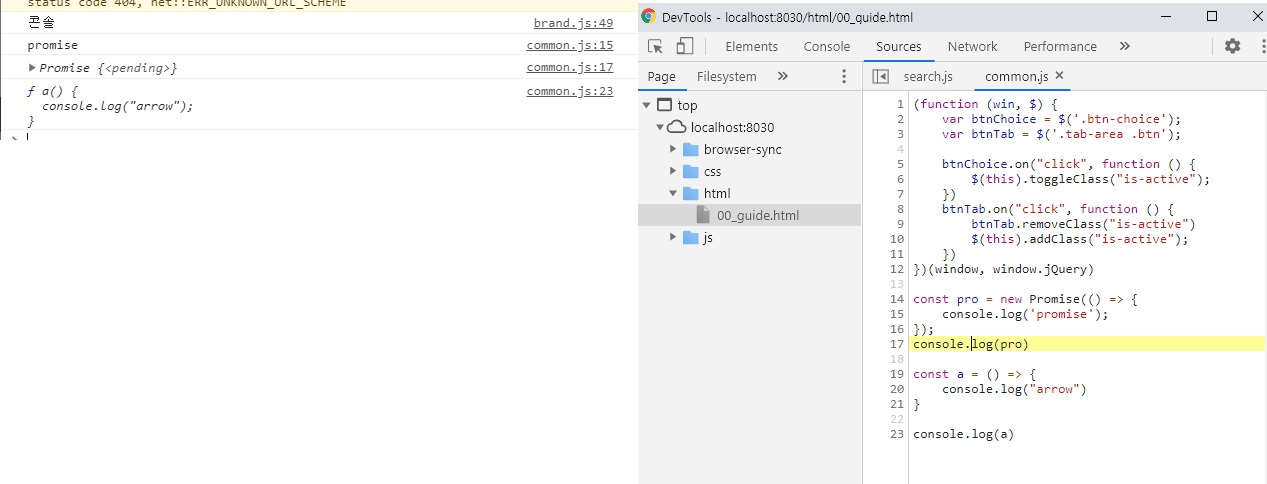 status code 404, net::ERR_UNKNOWN_URL_SCHEME
콘솔 brand.js:49
promise common.js:15
▶ Promise {<pending>} common.js:17
ƒ a() { common.js:23
console.log("arrow");
}
>
DevTools - localhost:8030/html/00_guide.html
Elements Console Sources Network Performance »
Page Filesystem »
search.js common.js ×
top
localhost:8030
browser-sync
css
html
00_guide.html
js
1 (function (win, $) {
2 var btnChoice = $('.btn-choice');
3 var btnTab = $('.tab-area .btn');
4
5 btnChoice.on("click", function () {
6 $(this).toggleClass("is-active");
7 })
8 btnTab.on("click", function () {
9 btnTab.removeClass("is-active")
10 $(this).addClass("is-active");
11 })
12 })(window, window.jQuery)
13
14 const pro = new Promise(() => {
15 console.log('promise');
16 });
17 console.log(pro)
18
19 const a = () => {
20 console.log("arrow")
21 }
22
23 console.log(a)